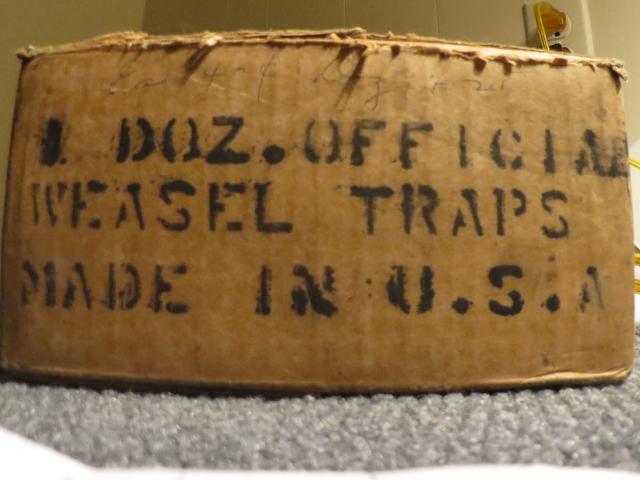 1 DOZ. OFFICIAL
WEASEL TRAPS
MADE IN U.S.A